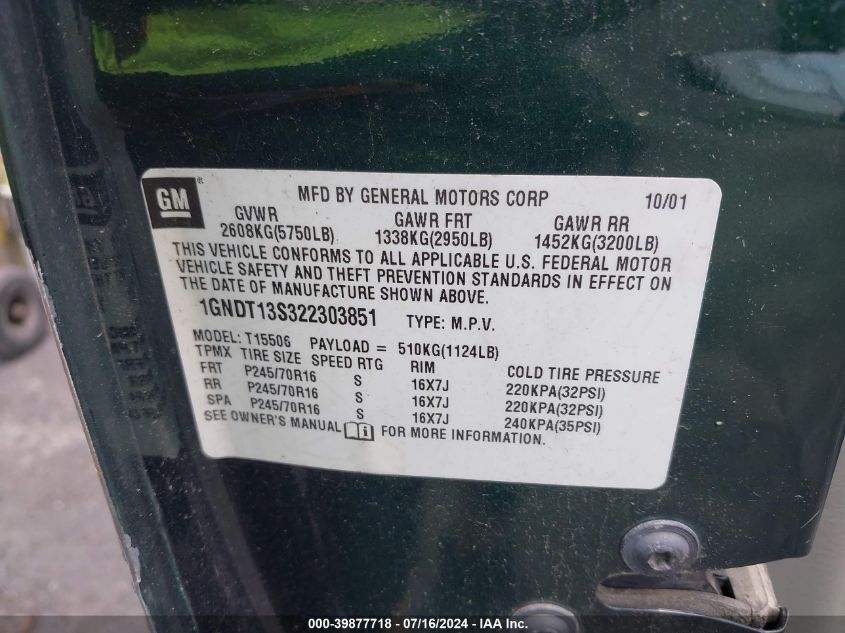 GM® MFD BY GENERAL MOTORS CORP 10/01
GVWR GAWR FRT GAWR RR
2608KG(5750LB) 1338KG(2950LB) 1452KG(3200LB)
THIS VEHICLE CONFORMS TO ALL APPLICABLE U.S. FEDERAL MOTOR
VEHICLE SAFETY AND THEFT PREVENTION STANDARDS IN EFFECT ON
THE DATE OF MANUFACTURE SHOWN ABOVE.
1GNDT13S322303851 TYPE: M.P.V.
MODEL: T15506 PAYLOAD = 510KG(1124LB)
TPMX TIRE SIZE SPEED RTG RIM COLD TIRE PRESSURE
FRT P245/70R16 S 16X7J 220KPA(32PSI)
RR P245/70R16 S 16X7J 220KPA(32PSI)
SPA P245/70R16 S 16X7J 240KPA(35PSI)
SEE OWNER'S MANUAL FOR MORE INFORMATION.
000-39877718 - 07/16/2024 - IAA, Inc.